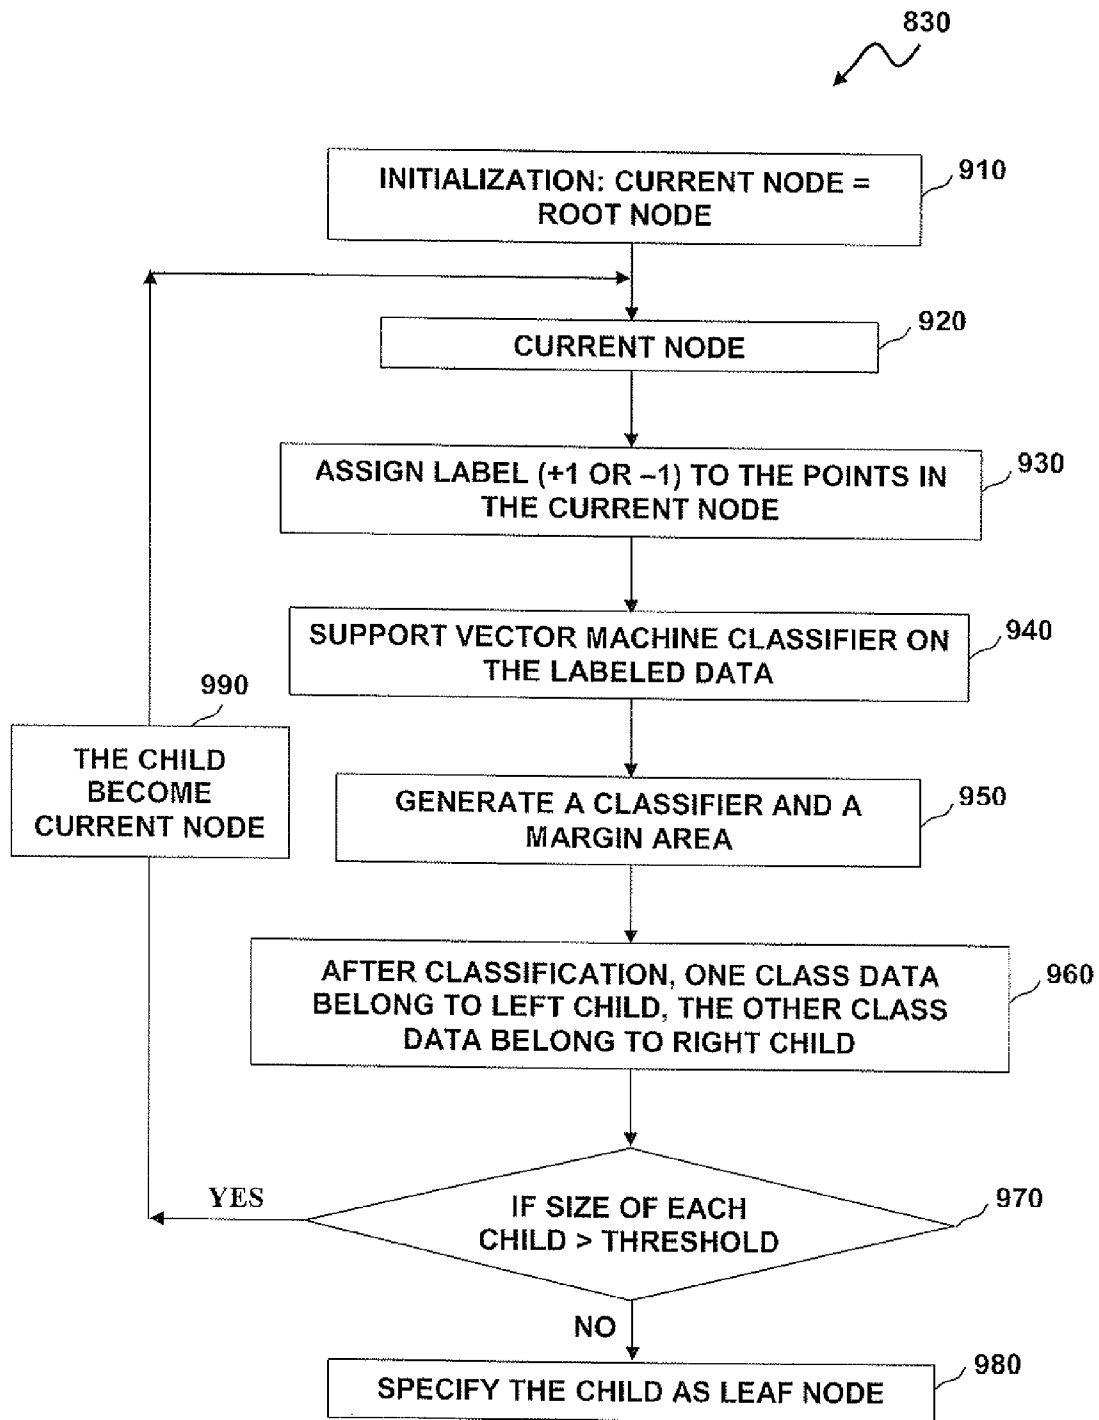 830
INITIALIZATION: CURRENT NODE =
ROOT NODE
910
CURRENT NODE
920
ASSIGN LABEL (+1 OR –1) TO THE POINTS IN
THE CURRENT NODE
930
SUPPORT VECTOR MACHINE CLASSIFIER ON
THE LABELED DATA
940
990
THE CHILD
BECOME
CURRENT NODE
GENERATE A CLASSIFIER AND A
MARGIN AREA
950
AFTER CLASSIFICATION, ONE CLASS DATA
BELONG TO LEFT CHILD, THE OTHER CLASS
DATA BELONG TO RIGHT CHILD
960
YES
IF SIZE OF EACH
CHILD > THRESHOLD
970
NO
SPECIFY THE CHILD AS LEAF NODE
980